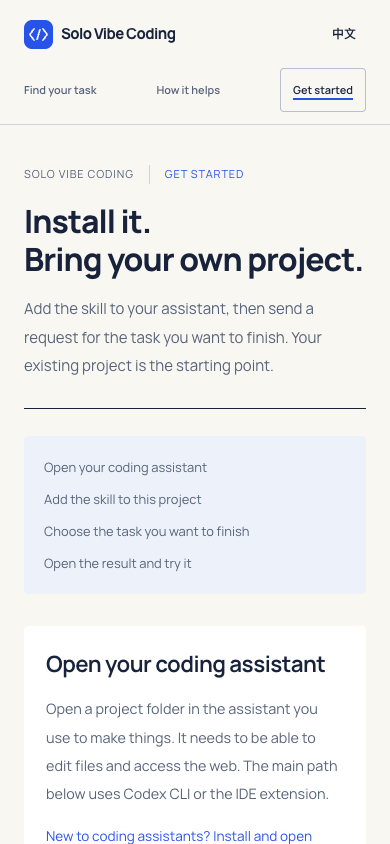 Solo Vibe Coding
中文
Find your task
How it helps
Get started
SOLO VIBE CODING
GET STARTED
Install it.
Bring your own project.
Add the skill to your assistant, then send a
request for the task you want to finish. Your
existing project is the starting point.
Open your coding assistant
Add the skill to this project
Choose the task you want to finish
Open the result and try it
Open your coding assistant
Open a project folder in the assistant you
use to make things. It needs to be able to
edit files and access the web. The main path
below uses Codex CLI or the IDE extension.
New to coding assistants? Install and open